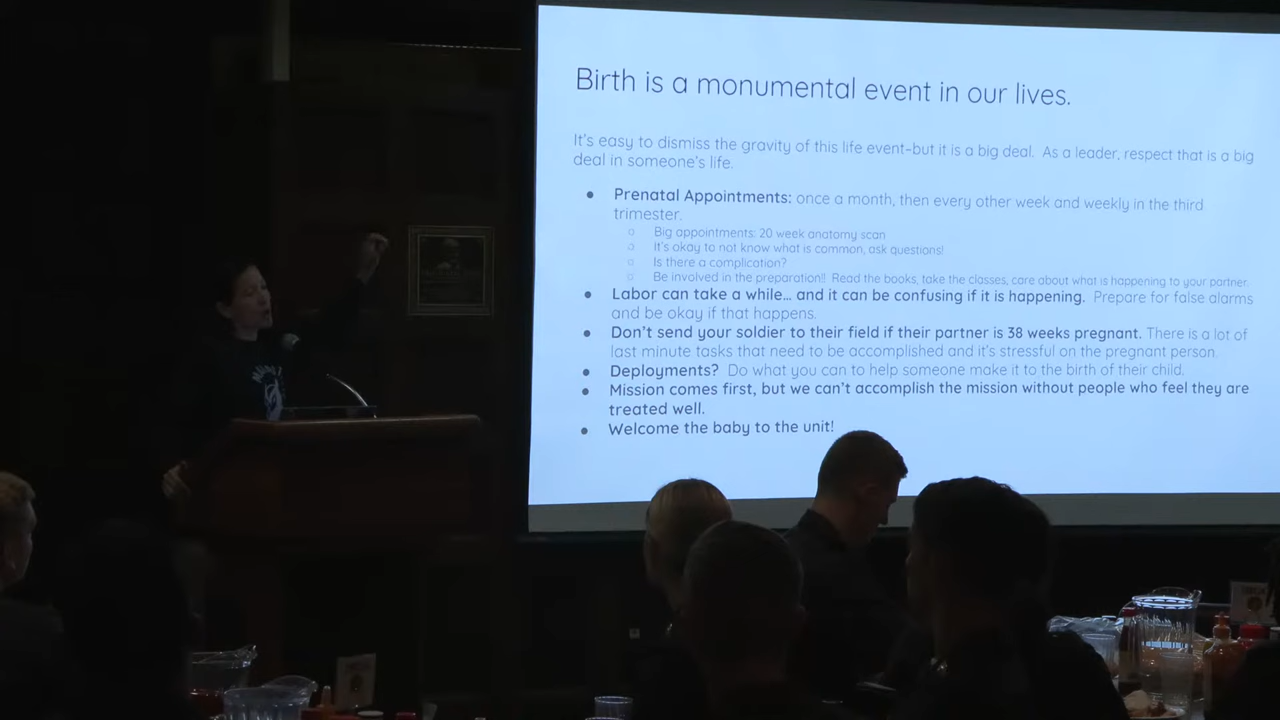 Birth is a monumental event in our lives.
It's easy to dismiss the gravity of this life event–but it is a big deal. As a leader, respect that is a big
deal in someone's life.
● Prenatal Appointments: once a month, then every other week and weekly in the third
trimester.
○ Big appointments: 20 week anatomy scan
○ It's okay to not know what is common, ask questions!
○ Is there a complication?
○ Be involved in the preparation!! Read the books, take the classes, care about what is happening to your partner.
● Labor can take a while... and it can be confusing if it is happening. Prepare for false alarms
and be okay if that happens.
● Don't send your soldier to their field if their partner is 38 weeks pregnant. There is a lot of
last minute tasks that need to be accomplished and it's stressful on the pregnant person.
● Deployments? Do what you can to help someone make it to the birth of their child.
● Mission comes first, but we can't accomplish the mission without people who feel they are
treated well.
● Welcome the baby to the unit!